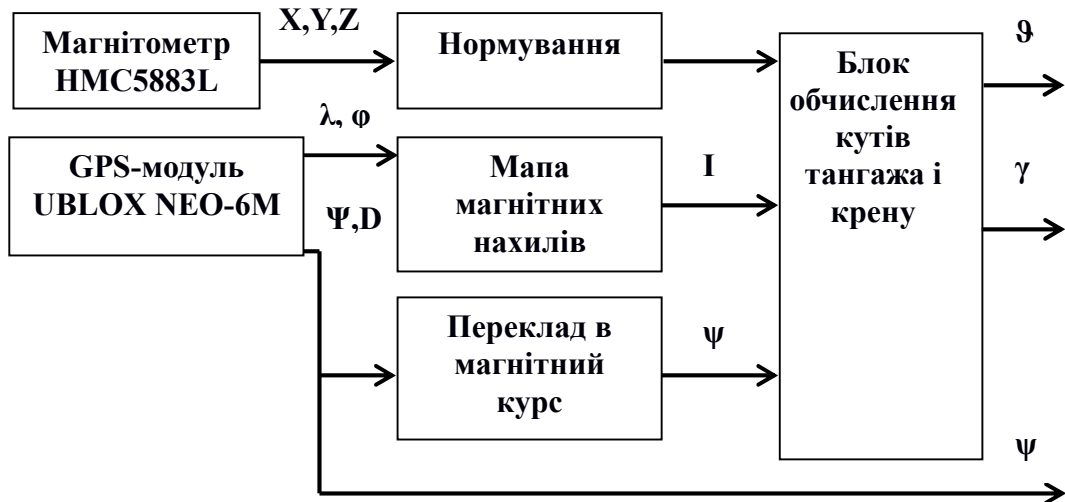 X,Y,Z
Магнітометр
HMC5883L
Нормування
ϑ
Блок
обчислення
кутів
тангажа і
крену
λ, φ
GPS-модуль
UBLOX NEO-6M
Ψ,D
Мапа
магнітних
нахилів
I
γ
Переклад в
магнітний
курс
ψ
ψ